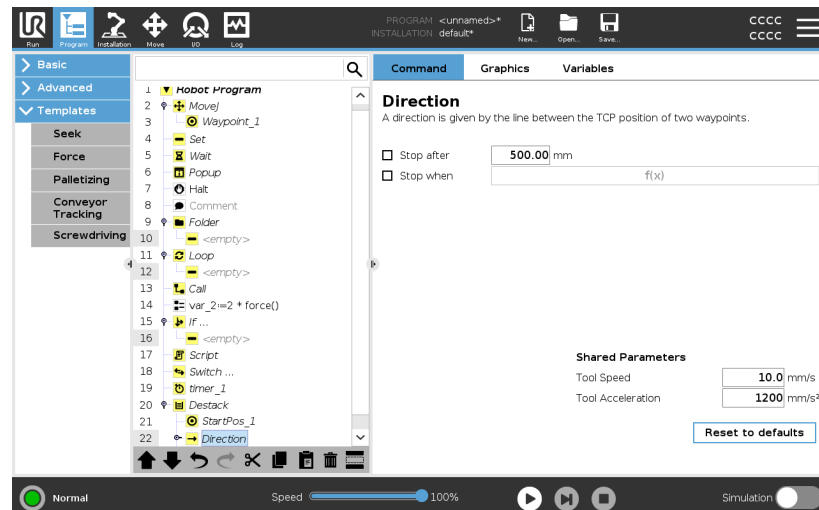 UR
Run
Program
Installation
Move
I/O
Log
PROGRAM <unnamed>*
INSTALLATION default*
New...
Open...
Save...
CCCC
CCCC
Basic
Advanced
Templates
Seek
Force
Palletizing
Conveyor
Tracking
Screwdriving
1 Robot Program
2 MoveJ
3 Waypoint_1
4 Set
5 Wait
6 Popup
7 Halt
8 Comment
9 Folder
10 <empty>
11 Loop
12 <empty>
13 Call
14 var_2:=2 * force()
15 If ...
16 <empty>
17 Script
18 Switch ...
19 timer_1
20 Destack
21 StartPos_1
22 Direction
Command Graphics Variables
Direction
A direction is given by the line between the TCP position of two waypoints.
Stop after 500.00 mm
Stop when f(x)
Shared Parameters
Tool Speed 10.0 mm/s
Tool Acceleration 1200 mm/s²
Reset to defaults
Normal
Speed 100%
Simulation